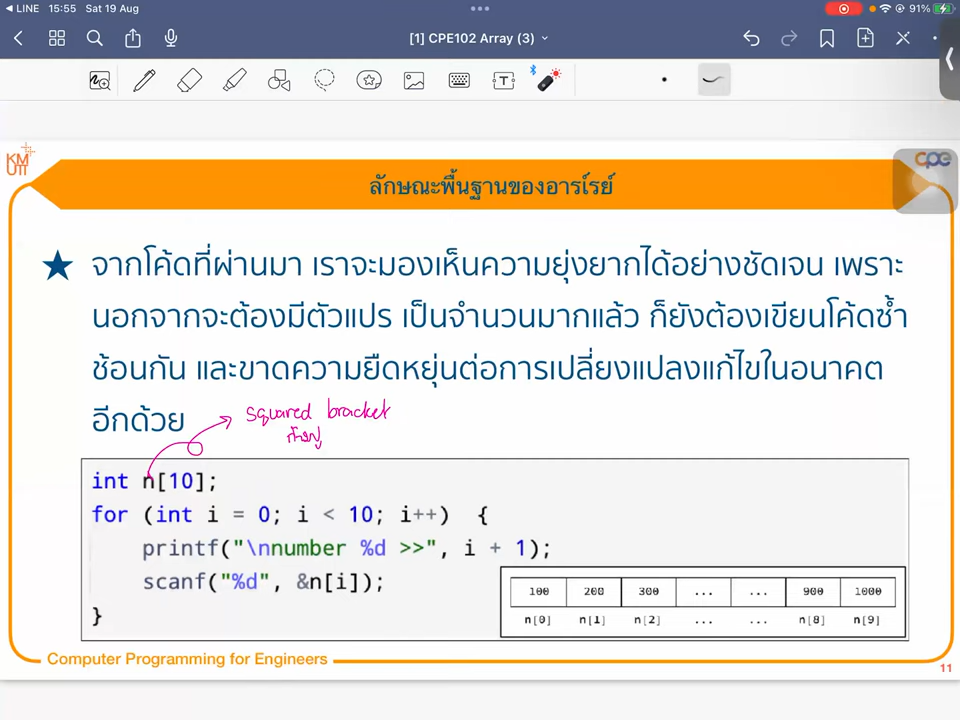 LINE 15:55 Sat 19 Aug 91%
[1] CPE102 Array (3)
KM
UTT
cpe
ลักษณะพื้นฐานของอาร์เรย์
จากโค้ดที่ผ่านมา เราจะมองเห็นความยุ่งยากได้อย่างชัดเจน เพราะ
นอกจากจะต้องมีตัวแปร เป็นจำนวนมากแล้ว ก็ยังต้องเขียนโค้ดซ้ำ
ซ้อนกัน และขาดความยืดหยุ่นต่อการเปลี่ยงแปลงแก้ไขในอนาคต
อีกด้วย
squared bracket
int n[10];
for (int i = 0; i < 10; i++) {
printf("\nnumber %d >>", i + 1);
scanf("%d", &n[i]);
}
100 200 300 ... ... 900 1000
n[0] n[1] n[2] ... ... n[8] n[9]
Computer Programming for Engineers
11